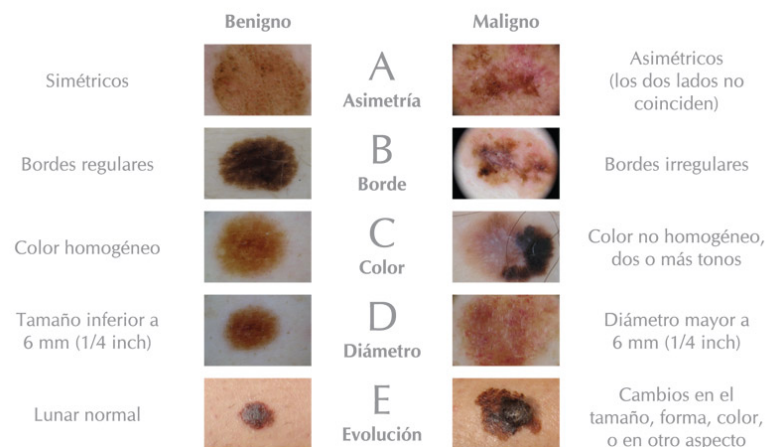 Benigno
Maligno
Simétricos
A
Asimetría
Asimétricos
(los dos lados no
coinciden)
Bordes regulares
B
Borde
Bordes irregulares
Color homogéneo
C
Color
Color no homogéneo,
dos o más tonos
Tamaño inferior a
6 mm (1/4 inch)
D
Diámetro
Diámetro mayor a
6 mm (1/4 inch)
Lunar normal
E
Evolución
Cambios en el
tamaño, forma, color,
o en otro aspecto